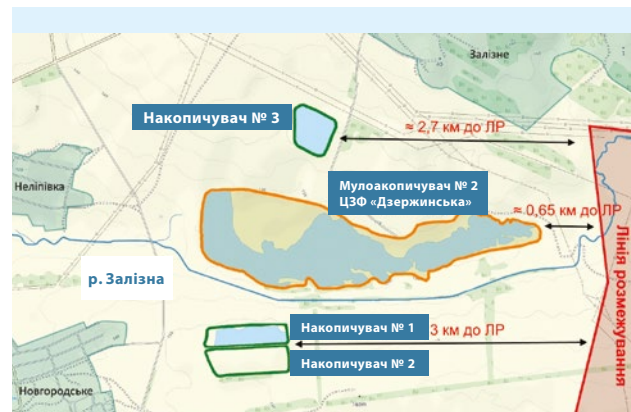 Залізне
Накопичувач № 3
≈ 2,7 км до ЛР
Неліпівка
Мулоакопичувач № 2
ЦЗФ «Дзержинська»
≈ 0,65 км до ЛР
р. Залізна
Лінія розмежування
Накопичувач № 1
3 км до ЛР
Накопичувач № 2
Новгородське